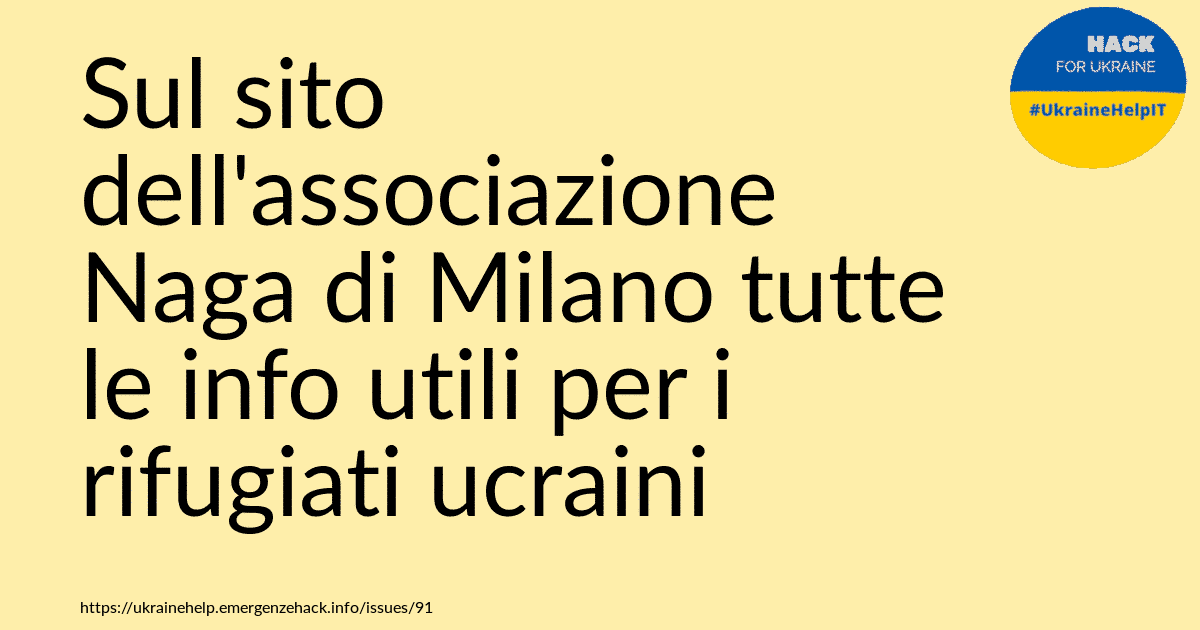 Sul sito
dell'associazione
Naga di Milano tutte
le info utili per i
rifugiati ucraini
HACK
FOR UKRAINE
#UkraineHelpIT
https://ukrainehelp.emergenzehack.info/issues/91